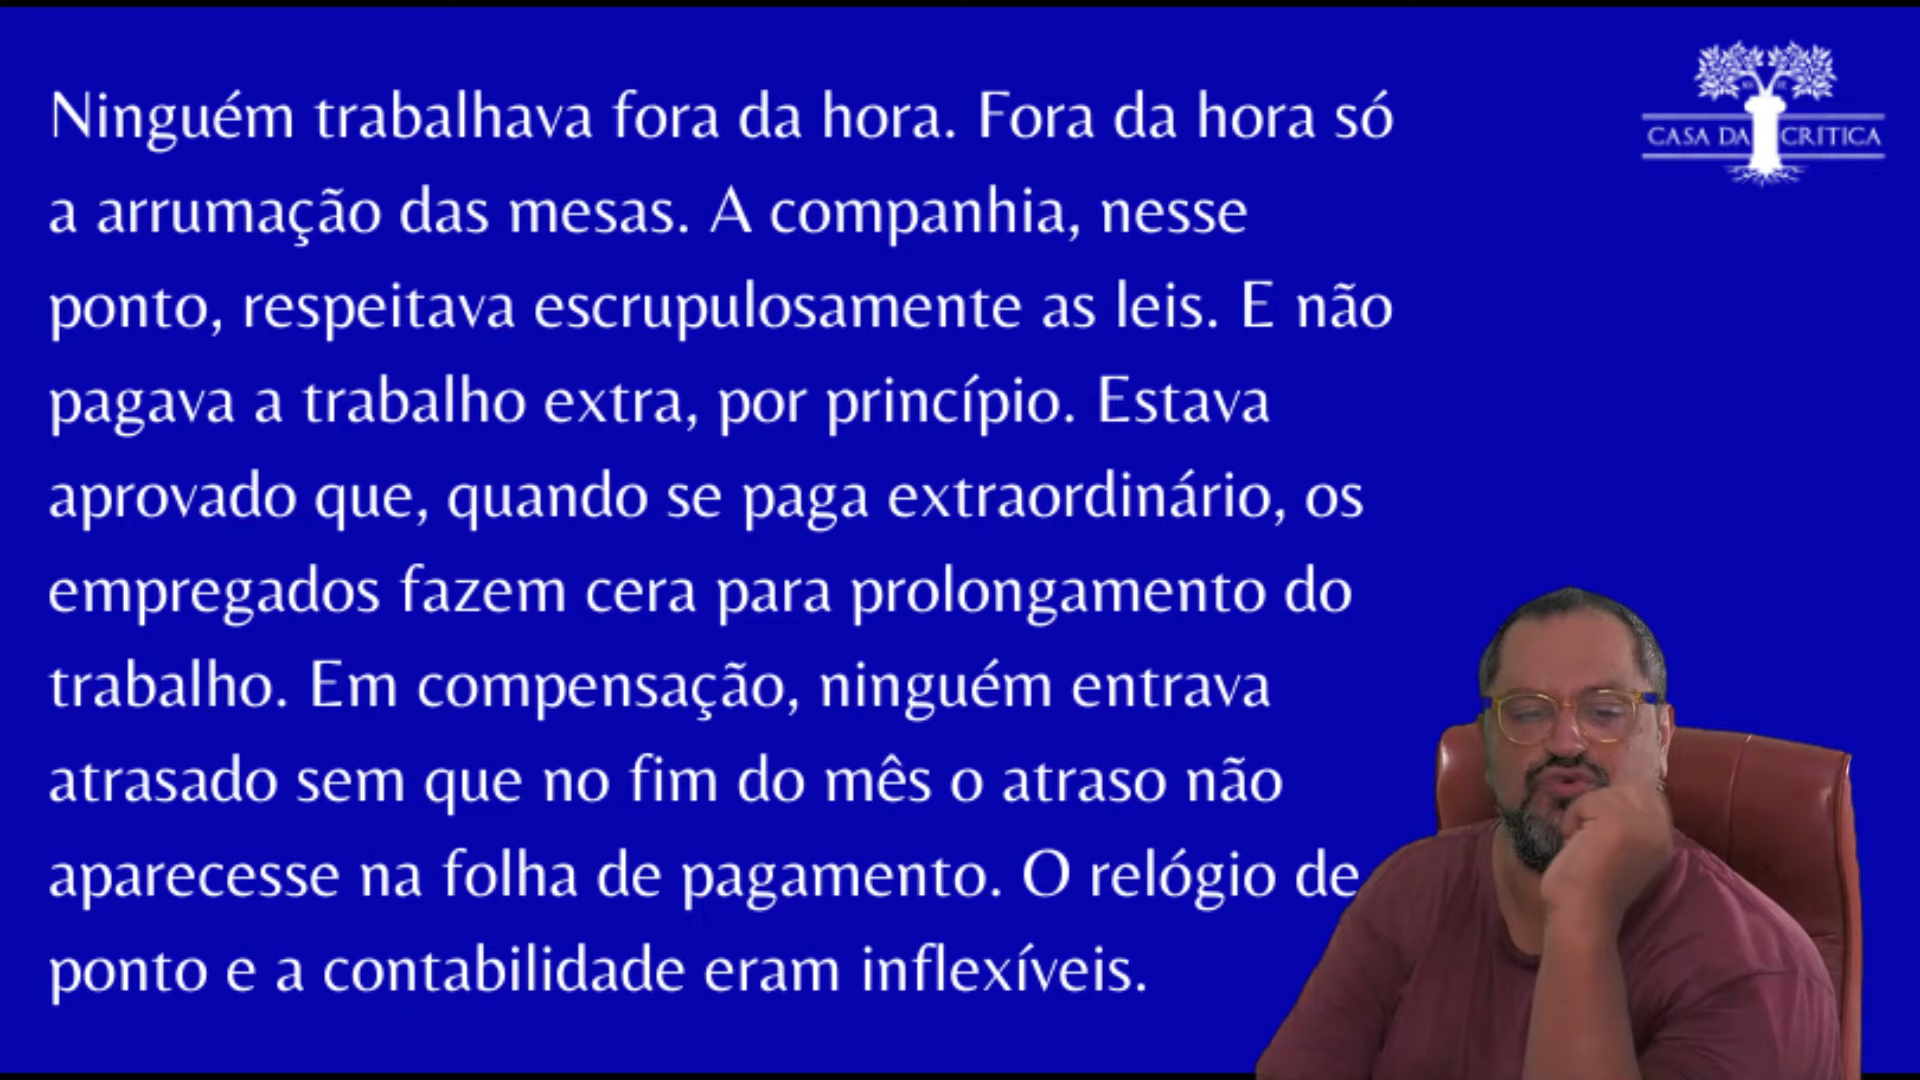 Ninguém trabalhava fora da hora. Fora da hora só
a arrumação das mesas. A companhia, nesse
ponto, respeitava escrupulosamente as leis. E não
pagava a trabalho extra, por princípio. Estava
aprovado que, quando se paga extraordinário, os
empregados fazem cera para prolongamento do
trabalho. Em compensação, ninguém entrava
atrasado sem que no fim do mês o atraso não
aparecesse na folha de pagamento. O relógio de
ponto e a contabilidade eram inflexíveis.
CASA DA CRÍTICA